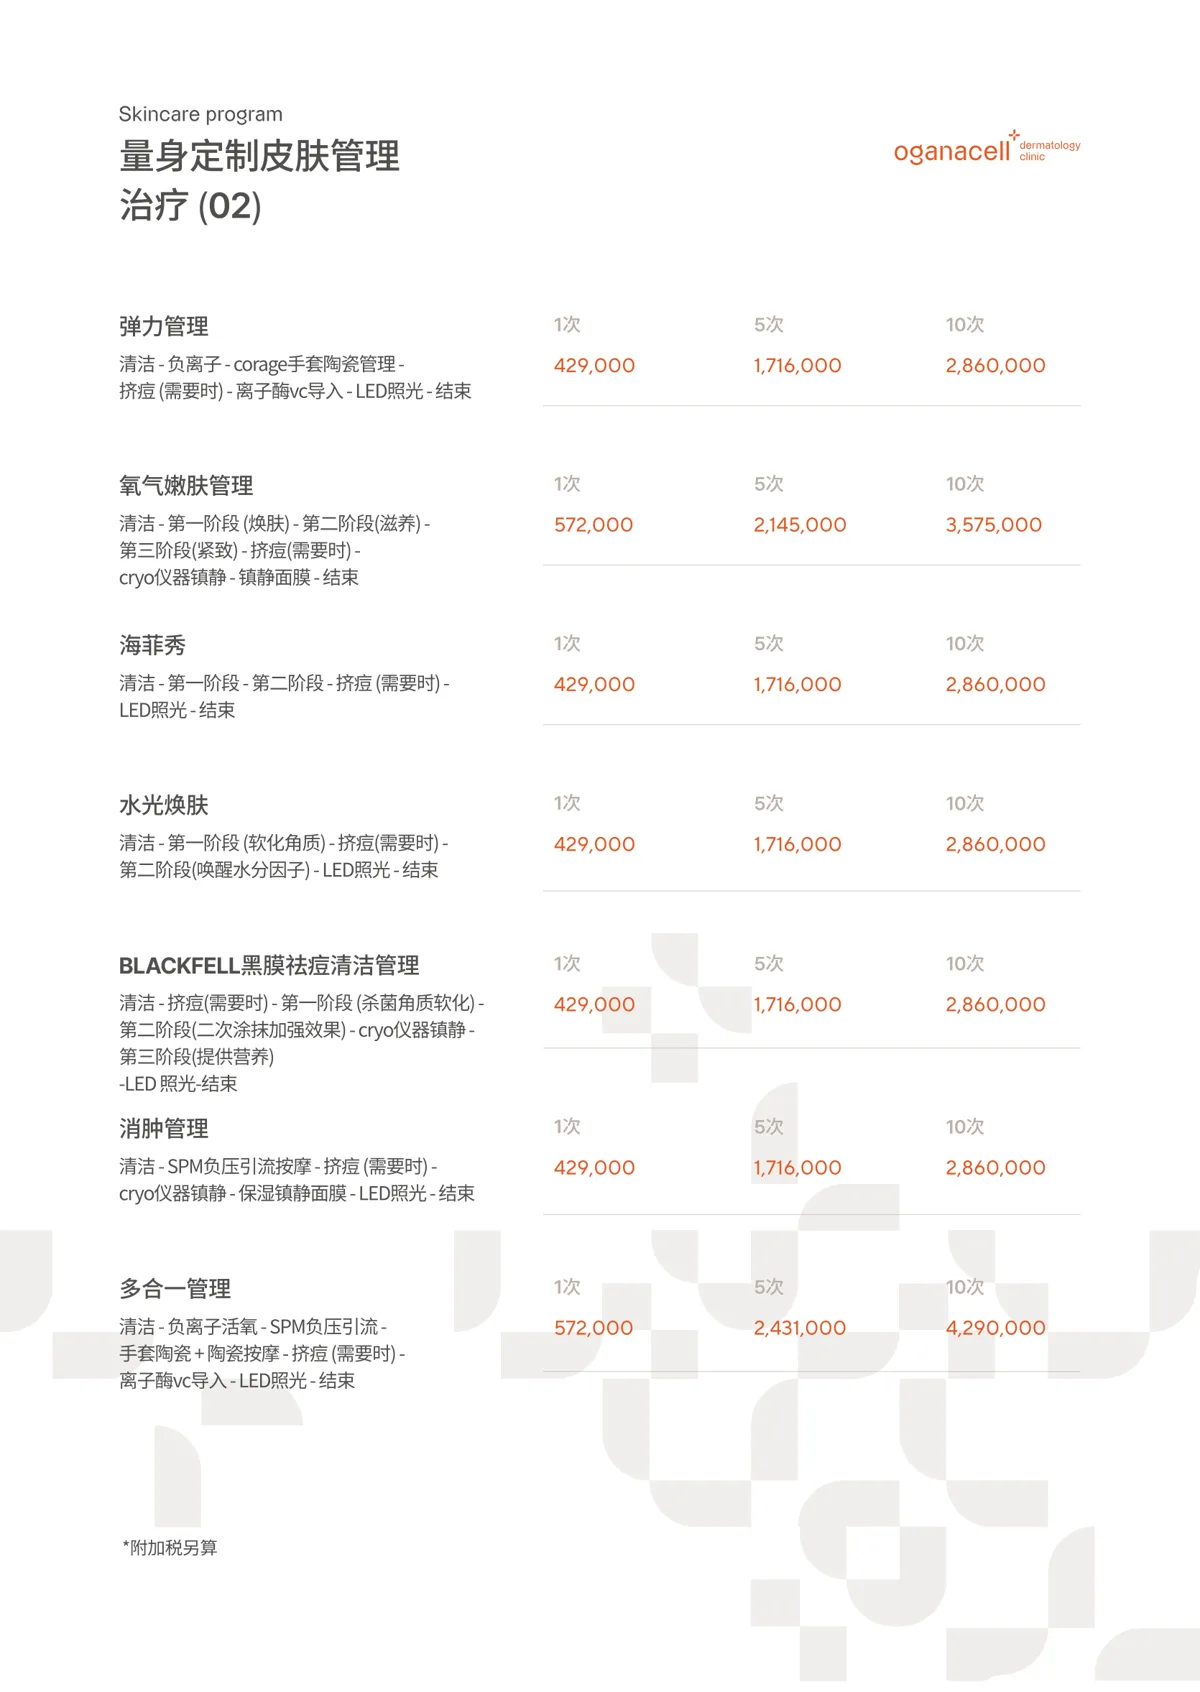 Skincare program
量身定制皮肤管理
治疗 (02)
oganacell dermatology
clinic
弹力管理
1次 5次 10次
清洁 - 负离子 - corage手套陶瓷管理 -
429,000 1,716,000 2,860,000
挤痘 (需要时) - 离子酶vc导入 - LED照光 - 结束
氧气嫩肤管理
1次 5次 10次
清洁 - 第一阶段 (焕肤) - 第二阶段(滋养) -
572,000 2,145,000 3,575,000
第三阶段(紧致) - 挤痘(需要时) -
cryo仪器镇静 - 镇静面膜 - 结束
海菲秀
1次 5次 10次
清洁 - 第一阶段 - 第二阶段 - 挤痘 (需要时) -
429,000 1,716,000 2,860,000
LED照光 - 结束
水光焕肤
1次 5次 10次
清洁 - 第一阶段 (软化角质) - 挤痘(需要时) -
429,000 1,716,000 2,860,000
第二阶段(唤醒水分因子) - LED照光 - 结束
BLACKFELL黑膜祛痘清洁管理
1次 5次 10次
清洁 - 挤痘(需要时) - 第一阶段 (杀菌角质软化) -
429,000 1,716,000 2,860,000
第二阶段(二次涂抹加强效果) - cryo仪器镇静 -
第三阶段(提供营养)
-LED 照光-结束
消肿管理
1次 5次 10次
清洁 - SPM负压引流按摩 - 挤痘 (需要时) -
429,000 1,716,000 2,860,000
cryo仪器镇静 - 保湿镇静面膜 - LED照光 - 结束
多合一管理
1次 5次 10次
清洁 - 负离子活氧 - SPM负压引流 -
572,000 2,431,000 4,290,000
手套陶瓷 + 陶瓷按摩 - 挤痘 (需要时) -
离子酶vc导入 - LED照光 - 结束
*附加税另算